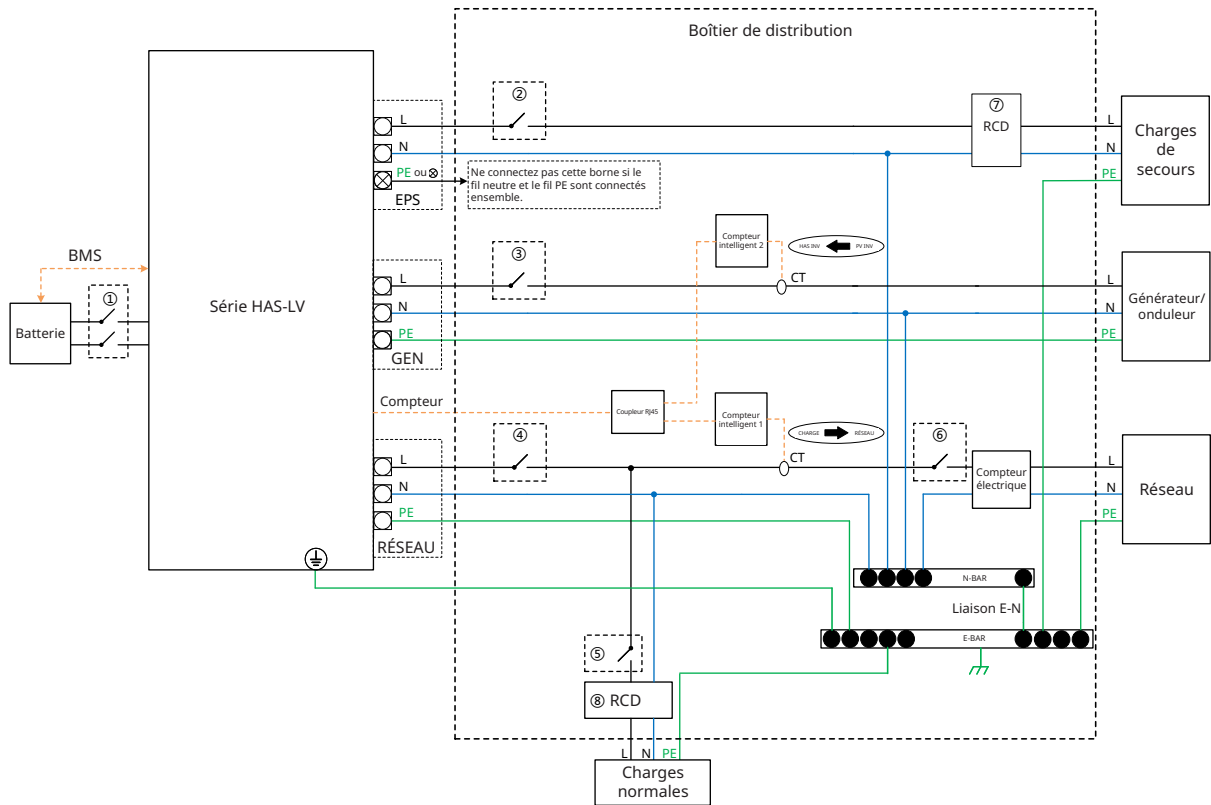 Boîtier de distribution
②
⑦
RCD
L
N
PE ou ⊗
EPS
Ne connectez pas cette borne si le
fil neutre et le fil PE sont connectés
ensemble.
L
N
PE
Charges
de
secours
BMS
①
Batterie
Série HAS-LV
③
L
N
PE
GEN
Compteur
intelligent 2
HAS INV
PV INV
CT
L
N
PE
Générateur/
onduleur
Compteur
Coupleur RJ45
Compteur
intelligent 1
CHARGE
RÉSEAU
CT
④
L
N
PE
RÉSEAU
⑥
Compteur
électrique
L
N
PE
Réseau
N-BAR
Liaison E-N
E-BAR
⑤
⑧ RCD
L
N
PE
Charges
normales